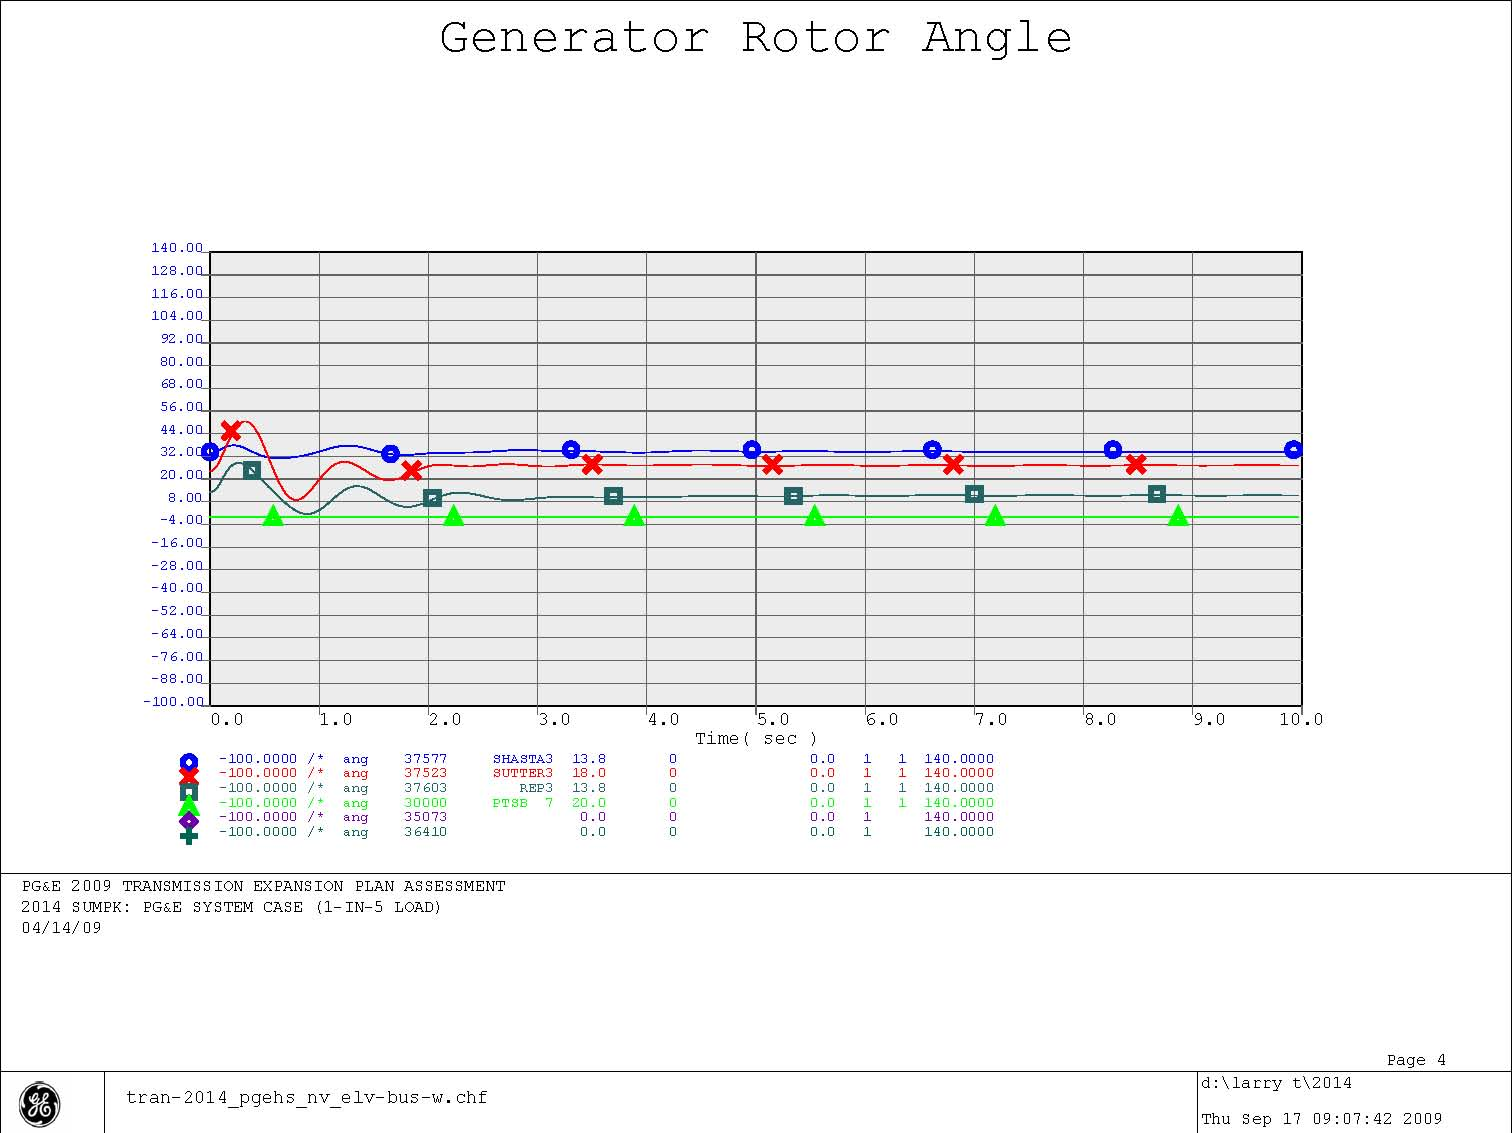 Generator Rotor Angle
140.00
128.00
116.00
104.00
92.00
80.00
68.00
56.00
44.00
32.00
20.00
8.00
-4.00
-16.00
-28.00
-40.00
-52.00
-64.00
-76.00
-88.00
-100.00
0.0 1.0 2.0 3.0 4.0 5.0 6.0 7.0 8.0 9.0 10.0
Time( sec )
-100.0000 /* ang 37577 SHASTA3 13.8 0 0.0 1 1 140.0000
-100.0000 /* ang 37523 SUTTER3 18.0 0 0.0 1 1 140.0000
-100.0000 /* ang 37603 REP3 13.8 0 0.0 1 1 140.0000
-100.0000 /* ang 30000 PTSB 7 20.0 0 0.0 1 1 140.0000
-100.0000 /* ang 35073 0.0 0 0.0 1 140.0000
-100.0000 /* ang 36410 0.0 0 0.0 1 140.0000
PG&E 2009 TRANSMISSION EXPANSION PLAN ASSESSMENT
2014 SUMPK: PG&E SYSTEM CASE (1-IN-5 LOAD)
04/14/09
Page 4
GE
tran-2014_pgehs_nv_elv-bus-w.chf
d:\larry t\2014
Thu Sep 17 09:07:42 2009